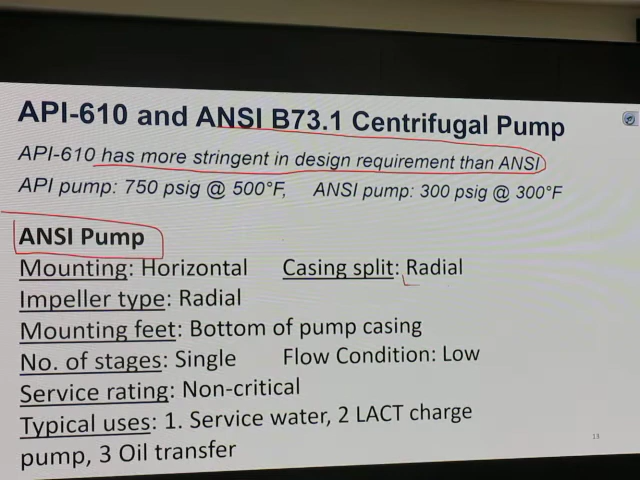 API-610 and ANSI B73.1 Centrifugal Pump
API-610 has more stringent in design requirement than ANSI
API pump: 750 psig @ 500°F, ANSI pump: 300 psig @ 300°F
ANSI Pump
Mounting: Horizontal Casing split: Radial
Impeller type: Radial
Mounting feet: Bottom of pump casing
No. of stages: Single Flow Condition: Low
Service rating: Non-critical
Typical uses: 1. Service water, 2 LACT charge
pump, 3 Oil transfer
13